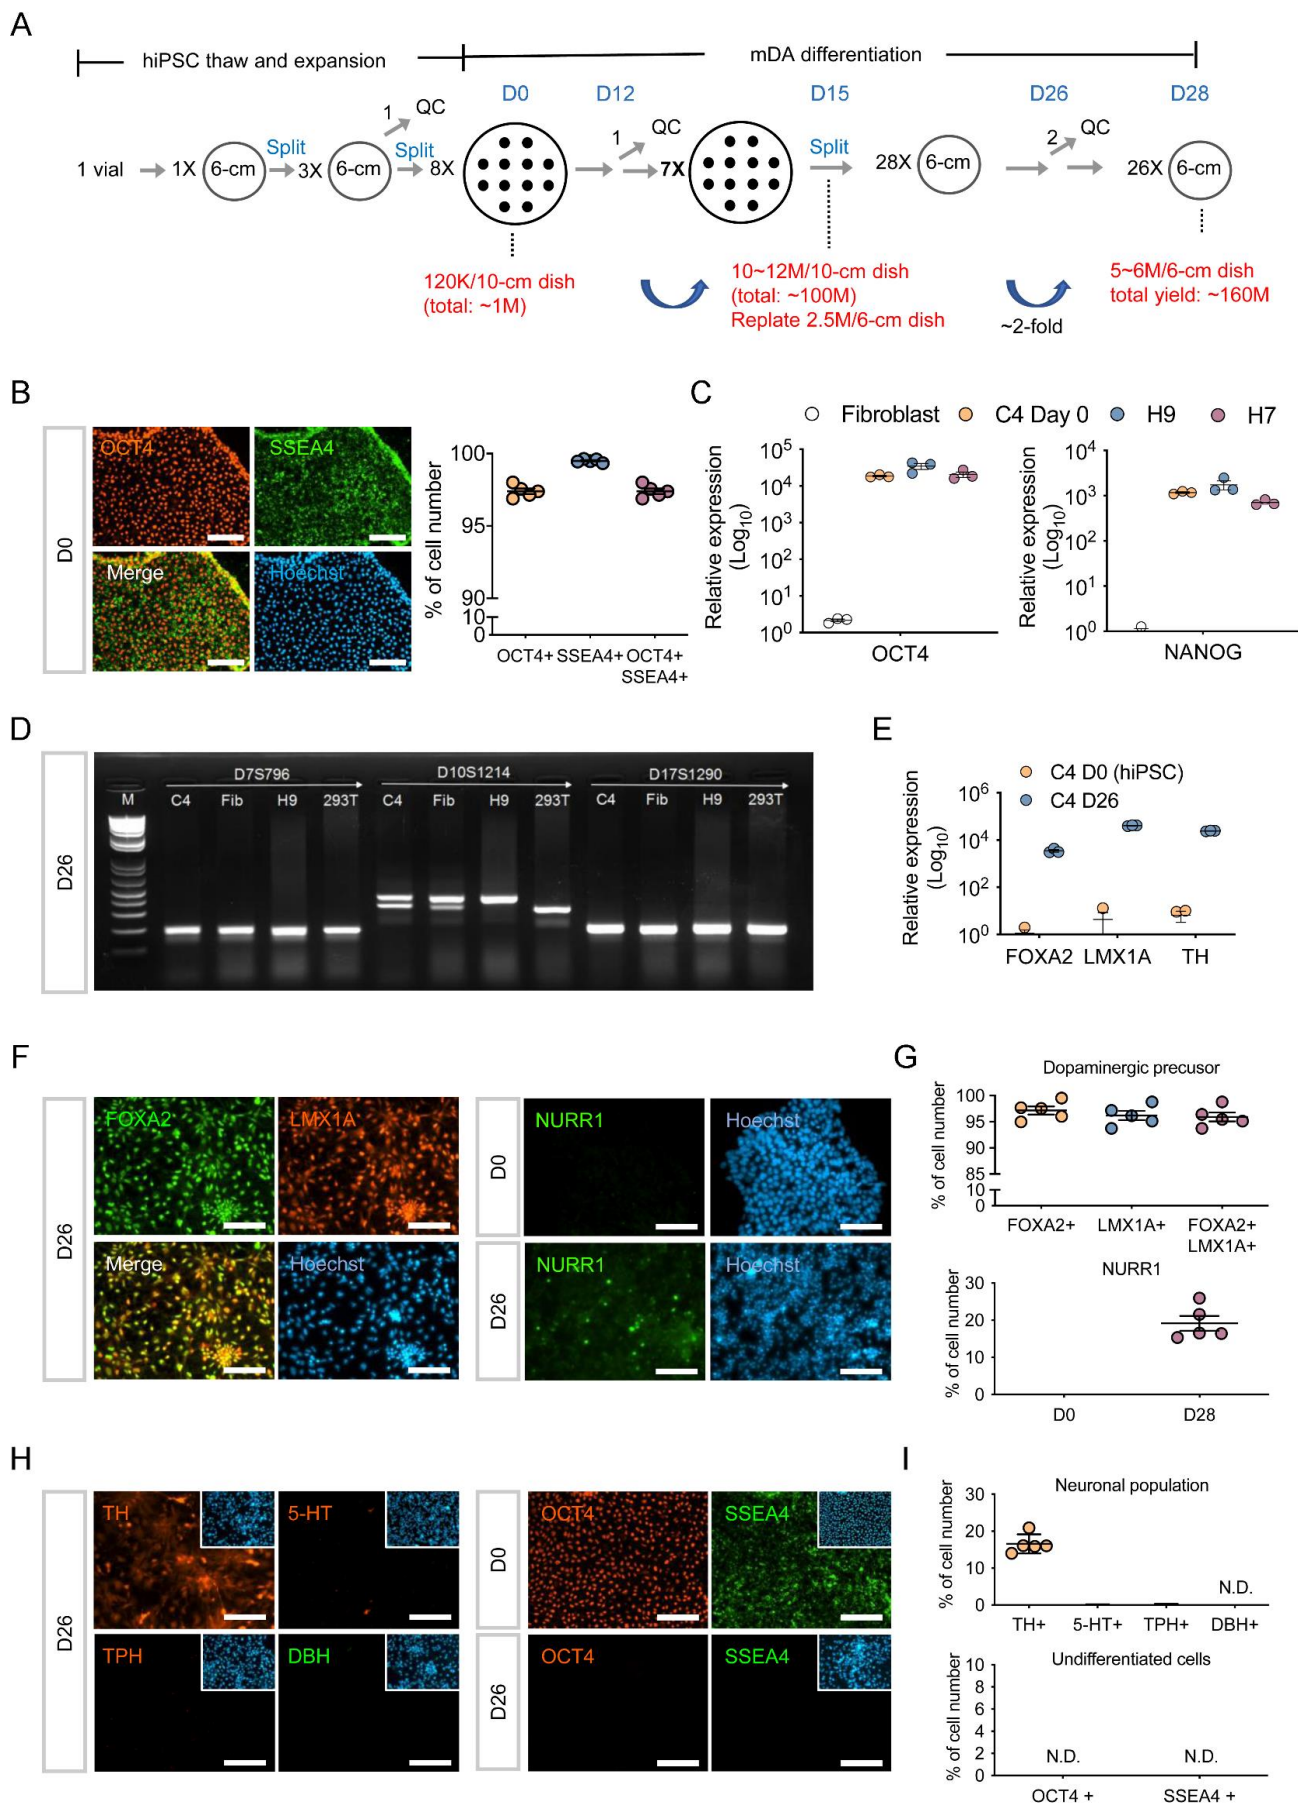 A
hiPSC thaw and expansion
mDA differentiation
D0
D12
D15
D26
D28
1 vial
1X
6-cm
Split
3X
6-cm
1
QC
Split
8X
1
QC
7X
Split
28X
6-cm
2
QC
26X
6-cm
120K/10-cm dish
(total: ~1M)
10~12M/10-cm dish
(total: ~100M)
Replate 2.5M/6-cm dish
~2-fold
5~6M/6-cm dish
total yield: ~160M
B
D0
OCT4
SSEA4
Merge
Hoechst
% of cell number
100
95
90
10
0
OCT4+
SSEA4+
OCT4+
SSEA4+
C
Fibroblast
C4 Day 0
H9
H7
Relative expression
(Log10)
10^5
10^4
10^3
10^2
10^1
10^0
OCT4
Relative expression
(Log10)
10^4
10^3
10^2
10^1
10^0
NANOG
D
D26
D7S796
D10S1214
D17S1290
M
C4
Fib
H9
293T
C4
Fib
H9
293T
C4
Fib
H9
293T
E
C4 D0 (hiPSC)
C4 D26
Relative expression
(Log10)
10^6
10^4
10^2
10^0
FOXA2
LMX1A
TH
F
D26
FOXA2
LMX1A
Merge
Hoechst
D0
NURR1
Hoechst
D26
NURR1
Hoechst
G
Dopaminergic precusor
% of cell number
100
95
90
85
10
0
FOXA2+
LMX1A+
FOXA2+
LMX1A+
NURR1
% of cell number
30
20
10
0
D0
D28
H
D26
TH
5-HT
TPH
DBH
D0
OCT4
SSEA4
D26
OCT4
SSEA4
I
Neuronal population
% of cell number
30
20
10
0
N.D.
TH+
5-HT+
TPH+
DBH+
Undifferentiated cells
% of cell number
10
8
6
4
2
0
N.D.
N.D.
OCT4 +
SSEA4 +